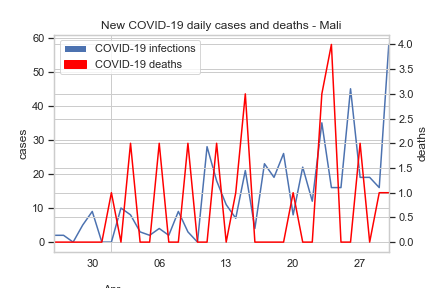 New COVID-19 daily cases and deaths - Mali
COVID-19 infections
COVID-19 deaths
60
50
40
30
20
10
0
cases
4.0
3.5
3.0
2.5
2.0
1.5
1.0
0.5
0.0
deaths
30 06 13 20 27